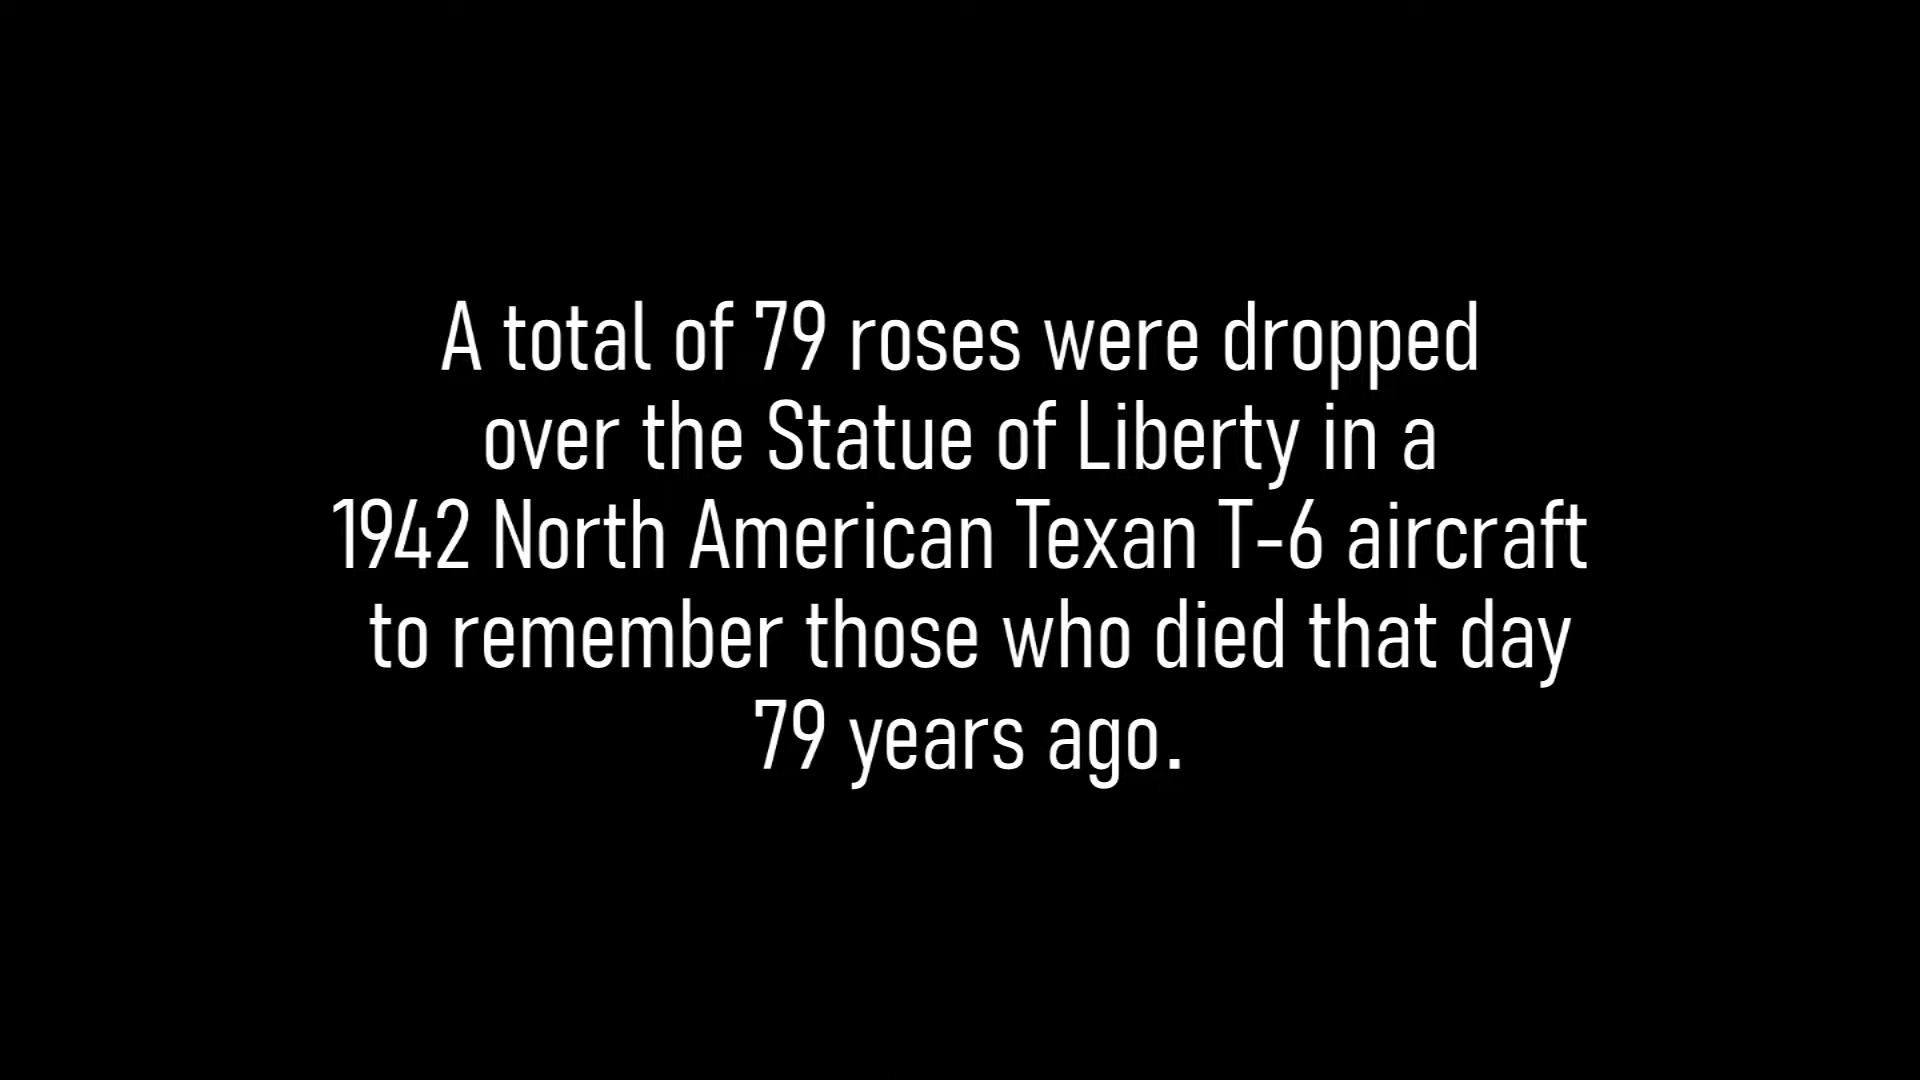 A total of 79 roses were dropped
over the Statue of Liberty in a
1942 North American Texan T-6 aircraft
to remember those who died that day
79 years ago.